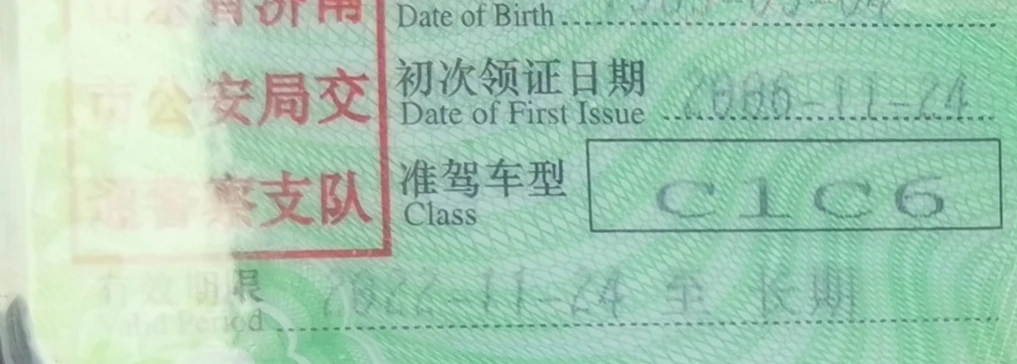 Date of Birth
市公安局交
初次领证日期
Date of First Issue
2006-11-24
通警察支队
准驾车型
Class
C1C6
有效期限
Valid Period
2022-11-24 至 长期